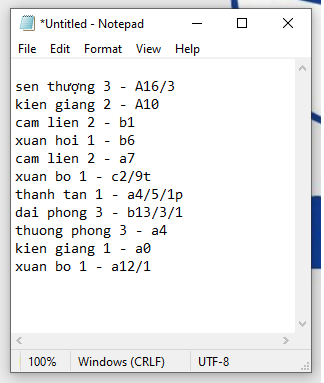 *Untitled - Notepad
File Edit Format View Help
sen thượng 3 - A16/3
kien giang 2 - A10
cam lien 2 - b1
xuan hoi 1 - b6
cam lien 2 - a7
xuan bo 1 - c2/9t
thanh tan 1 - a4/5/1p
dai phong 3 - b13/3/1
thuong phong 3 - a4
kien giang 1 - a0
xuan bo 1 - a12/1
100% Windows (CRLF) UTF-8